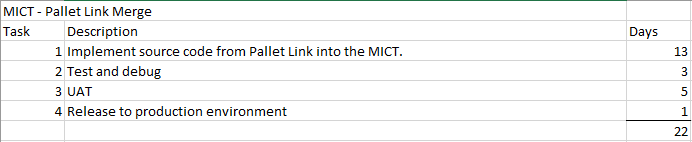 MICT - Pallet Link Merge
Task Description Days
1 Implement source code from Pallet Link into the MICT. 13
2 Test and debug 3
3 UAT 5
4 Release to production environment 1
22